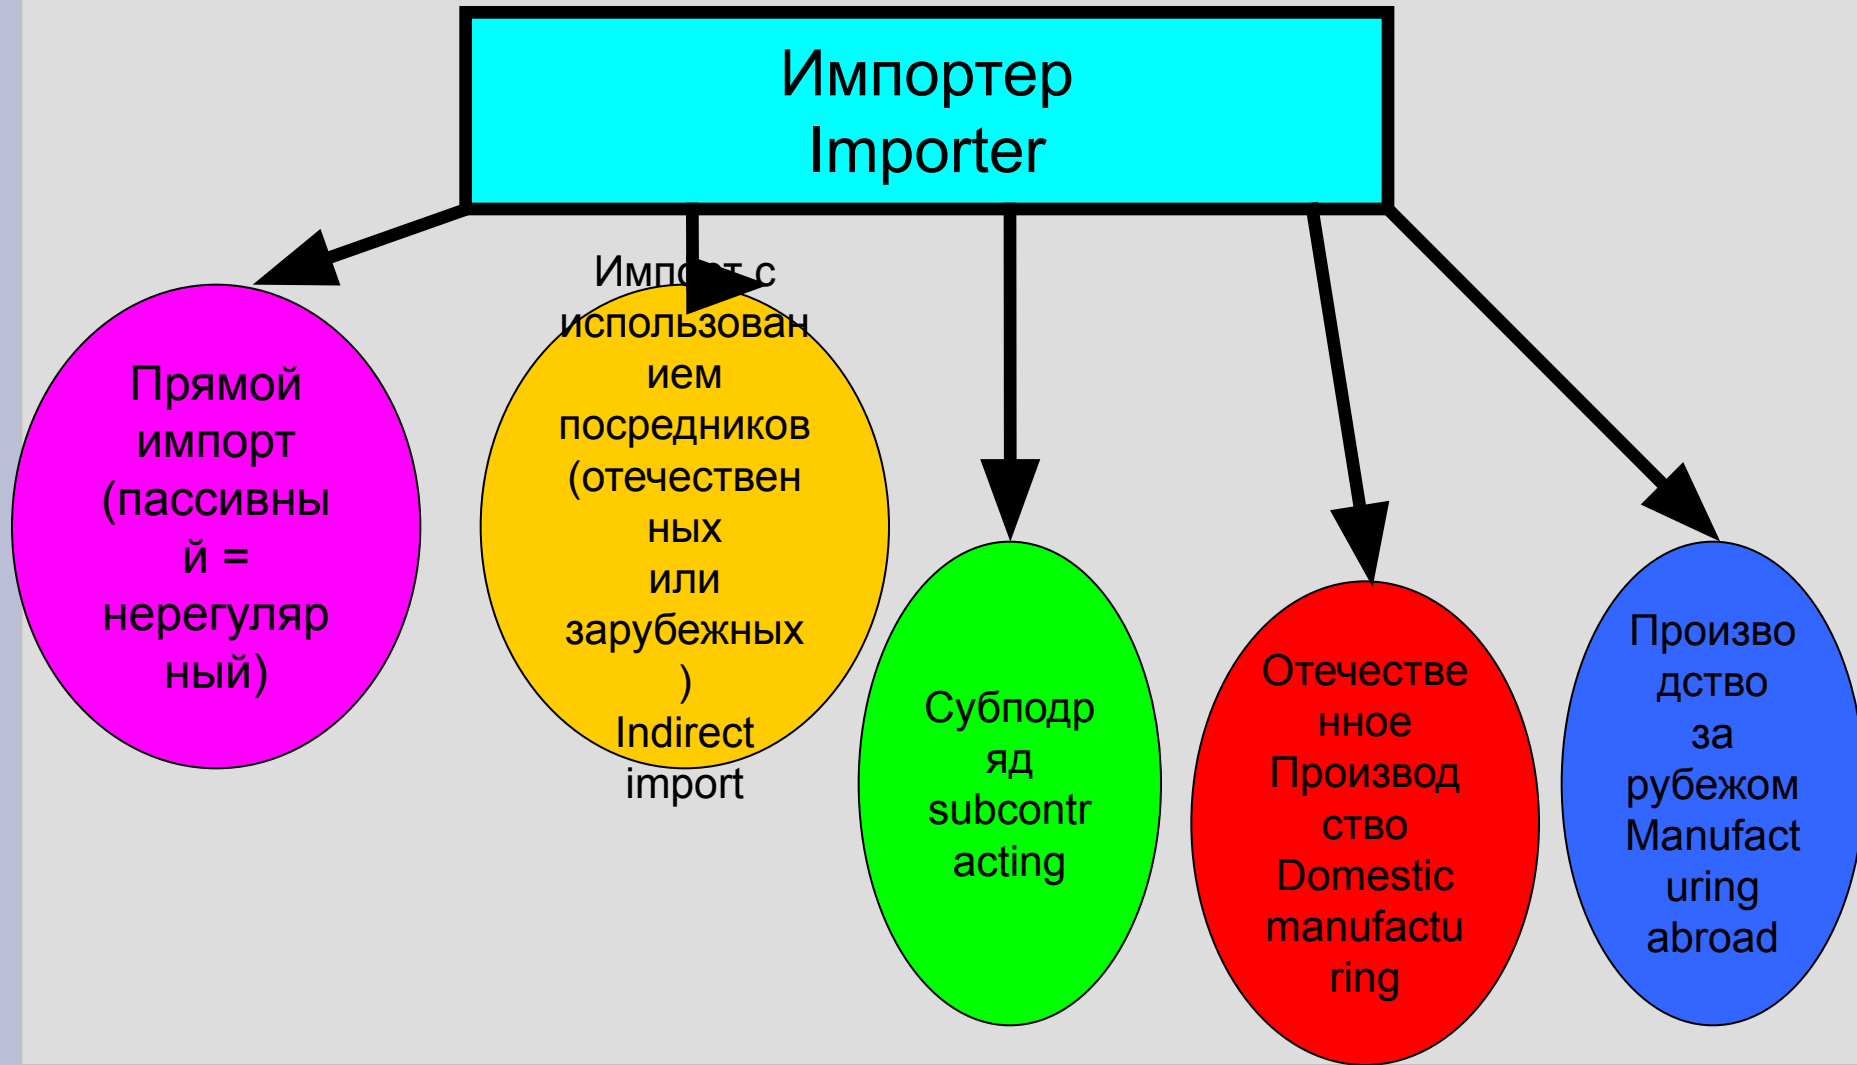 Импортер
Importer
Прямой
импорт
(пассивны
й =
нерегуляр
ный)
Импорт с
использован
ием
посредников
(отечествен
ных
или
зарубежных
)
Indirect
import
Субподр
яд
subcontr
acting
Отечестве
нное
Производ
ство
Domestic
manufactu
ring
Произво
дство
за
рубежом
Manufact
uring
abroad